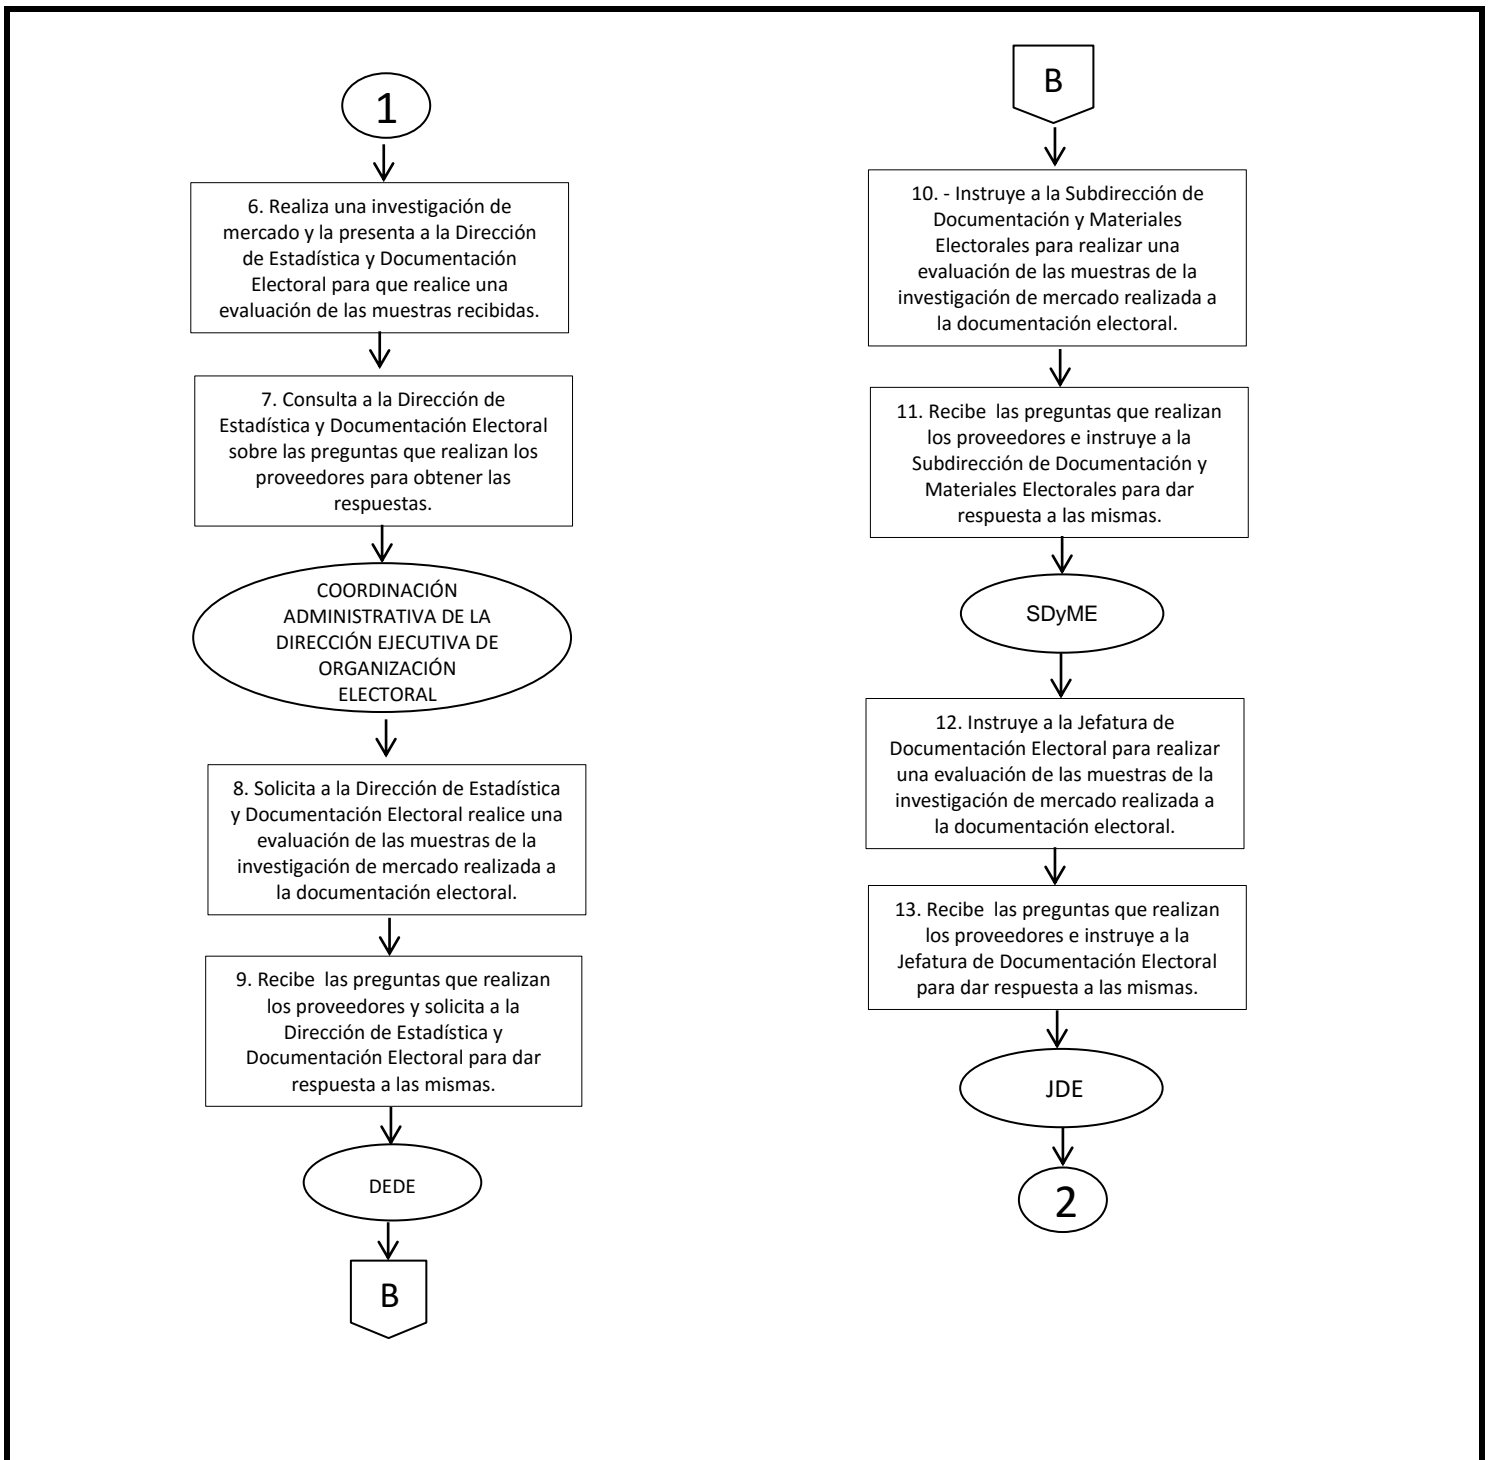 1
6. Realiza una investigación de
mercado y la presenta a la Dirección
de Estadística y Documentación
Electoral para que realice una
evaluación de las muestras recibidas.
7. Consulta a la Dirección de
Estadística y Documentación Electoral
sobre las preguntas que realizan los
proveedores para obtener las
respuestas.
COORDINACIÓN
ADMINISTRATIVA DE LA
DIRECCIÓN EJECUTIVA DE
ORGANIZACIÓN
ELECTORAL
8. Solicita a la Dirección de Estadística
y Documentación Electoral realice una
evaluación de las muestras de la
investigación de mercado realizada a
la documentación electoral.
9. Recibe  las preguntas que realizan
los proveedores y solicita a la
Dirección de Estadística y
Documentación Electoral para dar
respuesta a las mismas.
DEDE
B
B
10. - Instruye a la Subdirección de
Documentación y Materiales
Electorales para realizar una
evaluación de las muestras de la
investigación de mercado realizada a
la documentación electoral.
11. Recibe  las preguntas que realizan
los proveedores e instruye a la
Subdirección de Documentación y
Materiales Electorales para dar
respuesta a las mismas.
SDyME
12. Instruye a la Jefatura de
Documentación Electoral para realizar
una evaluación de las muestras de la
investigación de mercado realizada a
la documentación electoral.
13. Recibe  las preguntas que realizan
los proveedores e instruye a la
Jefatura de Documentación Electoral
para dar respuesta a las mismas.
JDE
2